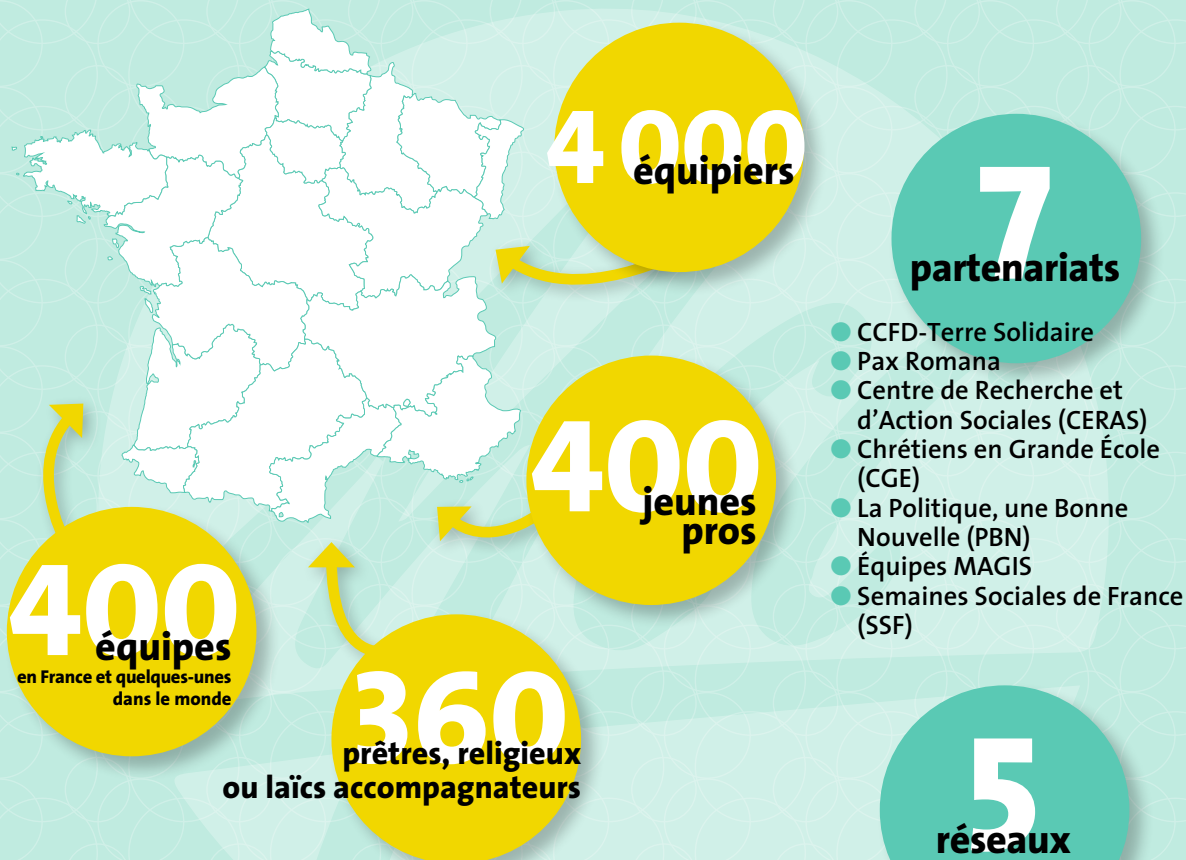 4 000
équipiers
7
partenariats
● CCFD-Terre Solidaire
● Pax Romana
● Centre de Recherche et
d’Action Sociales (CERAS)
● Chrétiens en Grande École
(CGE)
● La Politique, une Bonne
Nouvelle (PBN)
● Équipes MAGIS
● Semaines Sociales de France
(SSF)
400
jeunes
pros
400
équipes
en France et quelques-unes
dans le monde
360
prêtres, religieux
ou laïcs accompagnateurs
5
réseaux